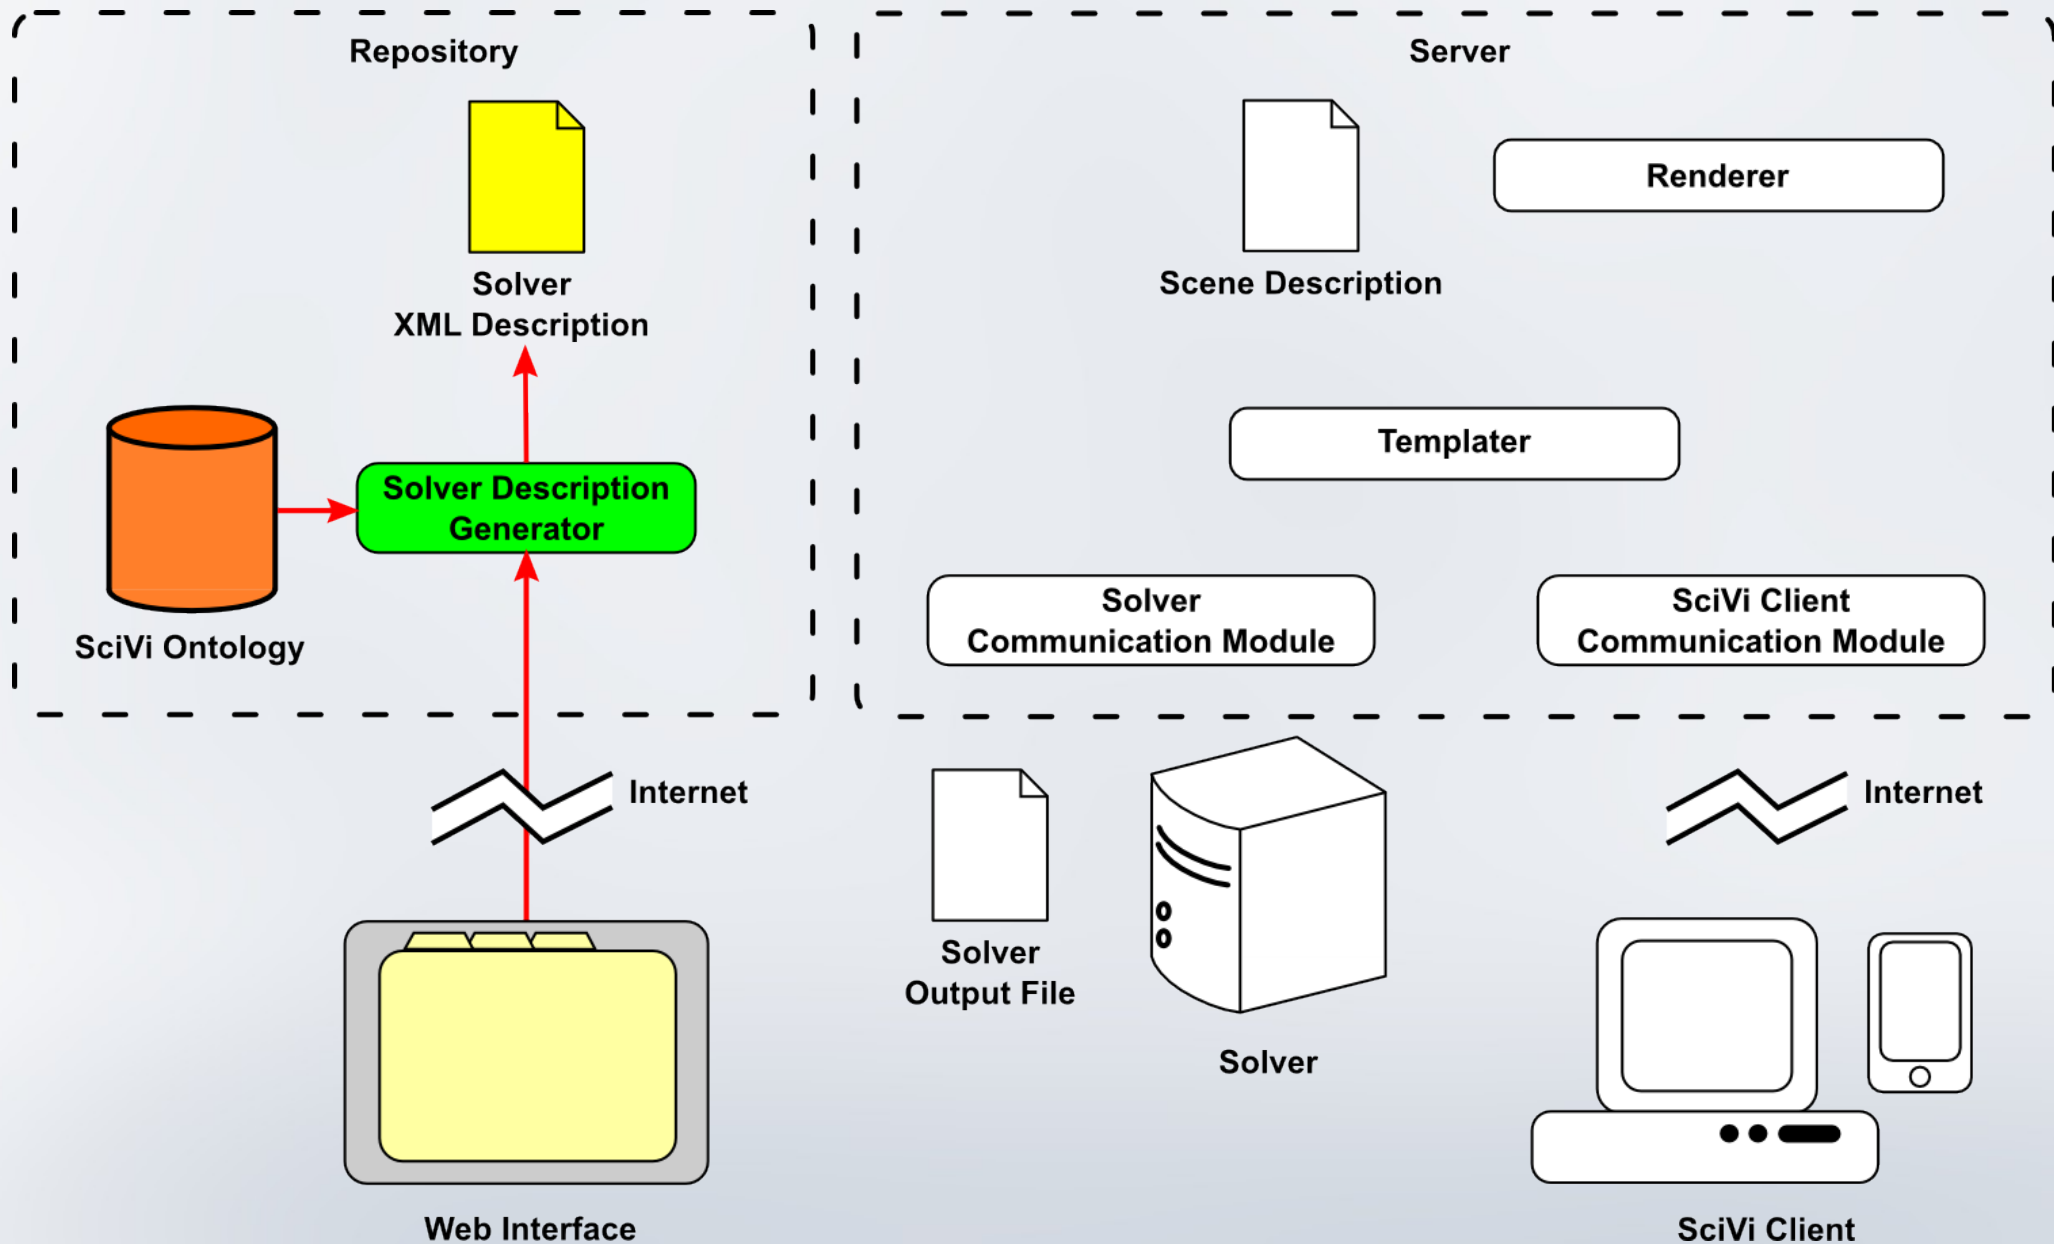 Repository
Solver
XML Description
Solver Description
Generator
SciVi Ontology
Internet
Web Interface
Server
Renderer
Scene Description
Templater
Solver
Communication Module
SciVi Client
Communication Module
Solver
Output File
Solver
Internet
SciVi Client